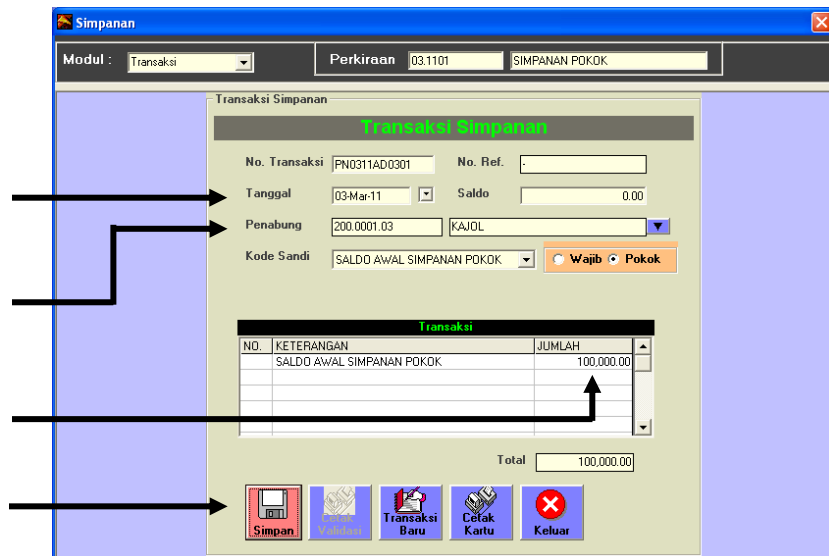 Simpanan
Modul : Transaksi Perkiraan 03.1101 SIMPANAN POKOK
Transaksi Simpanan
Transaksi Simpanan
No. Transaksi PN0311AD0301 No. Ref. -
Tanggal 03-Mar-11 Saldo 0.00
Penabung 200.0001.03 KAJOL
Kode Sandi SALDO AWAL SIMPANAN POKOK Wajib Pokok
Transaksi
NO. KETERANGAN JUMLAH
SALDO AWAL SIMPANAN POKOK 100,000.00
Total 100,000.00
Simpan Cetak Validasi Transaksi Baru Cetak Kartu Keluar